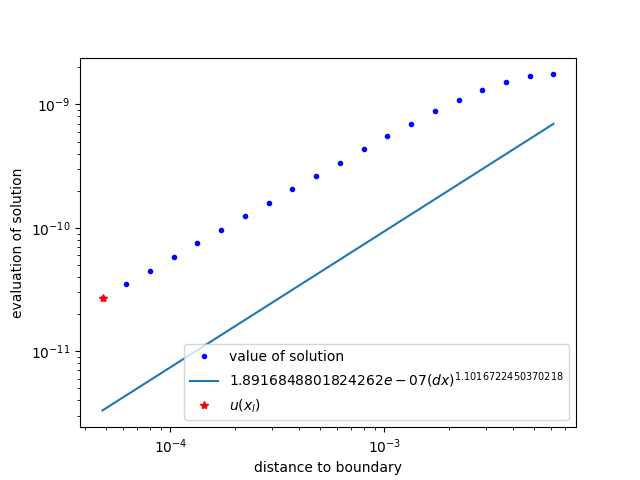 10⁻⁹
10⁻¹⁰
10⁻¹¹
evaluation of solution
value of solution
1.8916848801824262e − 07(dx)^1.1016722450370218
u(x_l)
10⁻⁴
10⁻³
distance to boundary